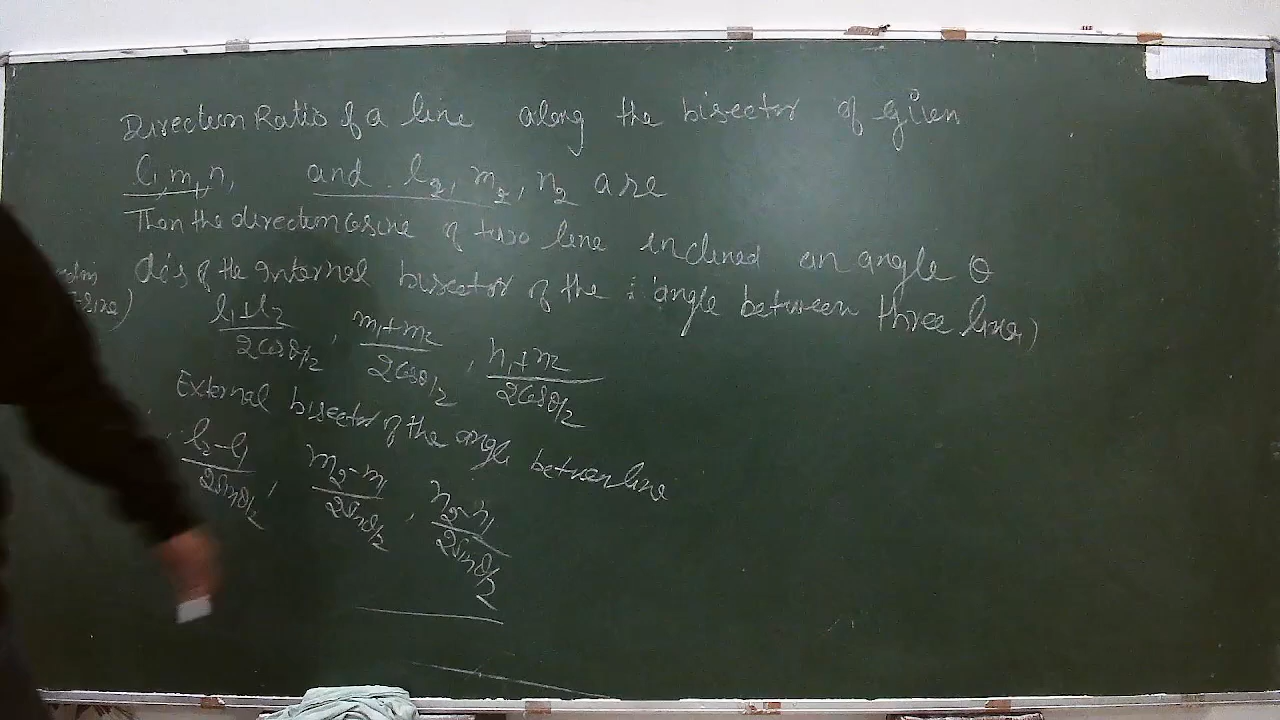 Direction Ratio of a line along the bisector of given
l₁ m₁ n₁ and l₂, m₂, n₂ are
Then the direction cosine of two line inclined an angle θ
dc's of the internal bisector of the angle between three line)
l₁+l₂/2cosθ/2, m₁+m₂/2cosθ/2, n₁+n₂/2cosθ/2
External bisector of the angle between line
l₂-l₁/2sinθ/2, m₂-m₁/2sinθ/2, n₂-n₁/2sinθ/2